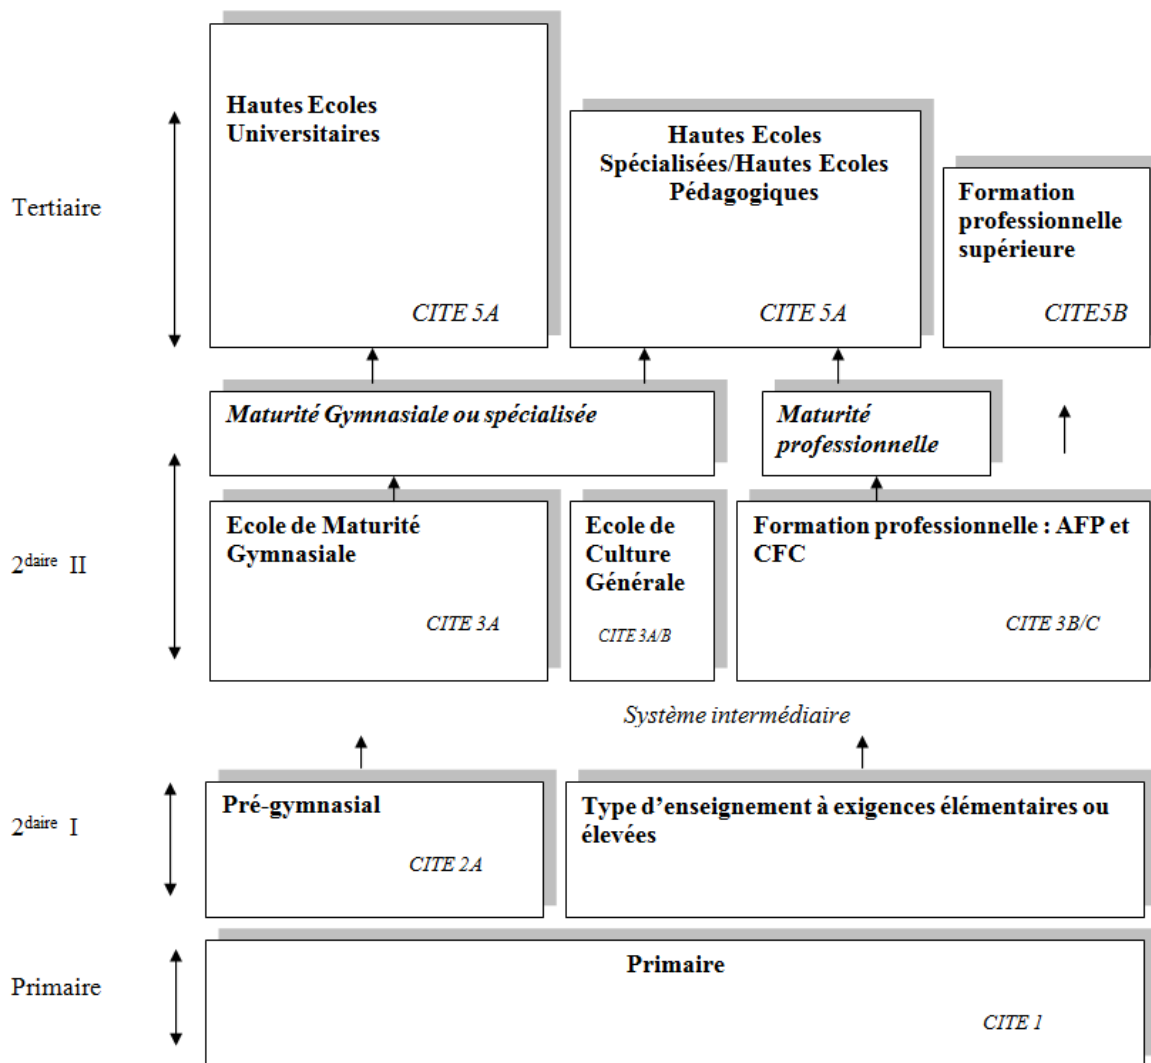 Hautes Ecoles
Universitaires
CITE 5A
Hautes Ecoles
Spécialisées/Hautes Ecoles
Pédagogiques
CITE 5A
Formation
professionnelle
supérieure
CITE5B
Tertiaire
Maturité Gymnasiale ou spécialisée
Maturité
professionnelle
2daire II
Ecole de Maturité
Gymnasiale
CITE 3A
Ecole de
Culture
Générale
CITE 3A/B
Formation professionnelle : AFP et
CFC
CITE 3B/C
Système intermédiaire
2daire I
Pré-gymnasial
CITE 2A
Type d’enseignement à exigences élémentaires ou
élevées
Primaire
Primaire
CITE 1